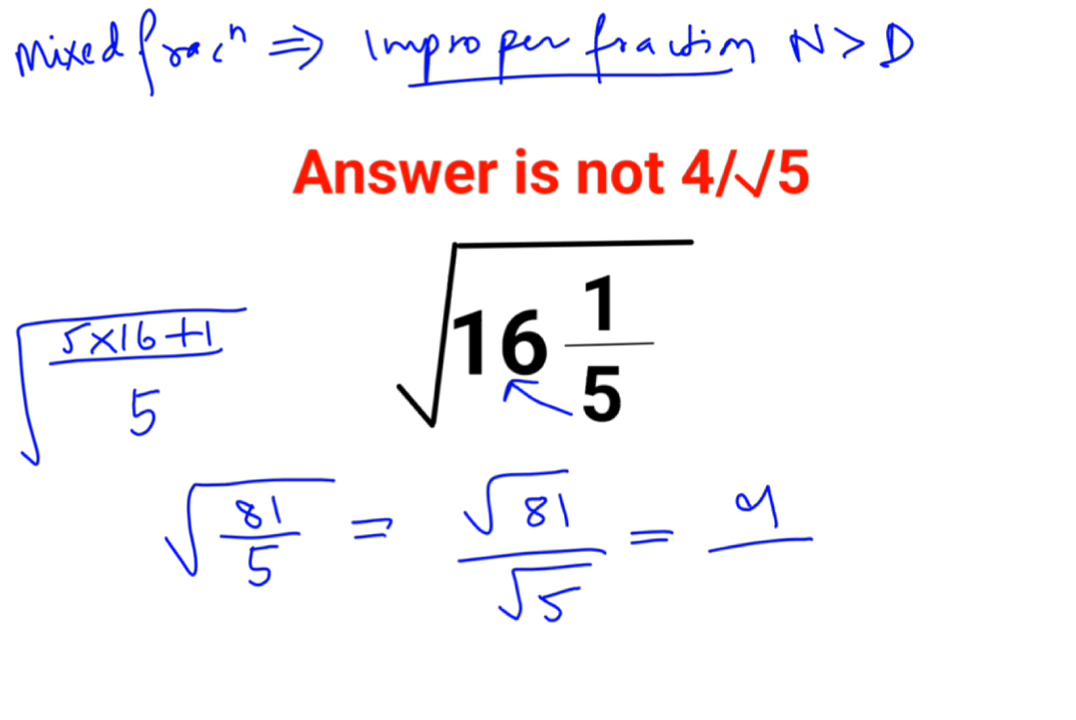 Mixed fracⁿ ⇒ Improper fraction N > D
Answer is not 4/√5
√(16 1/5)
√((5×16+1)/5)
√(81/5) = √81/√5 = 9/